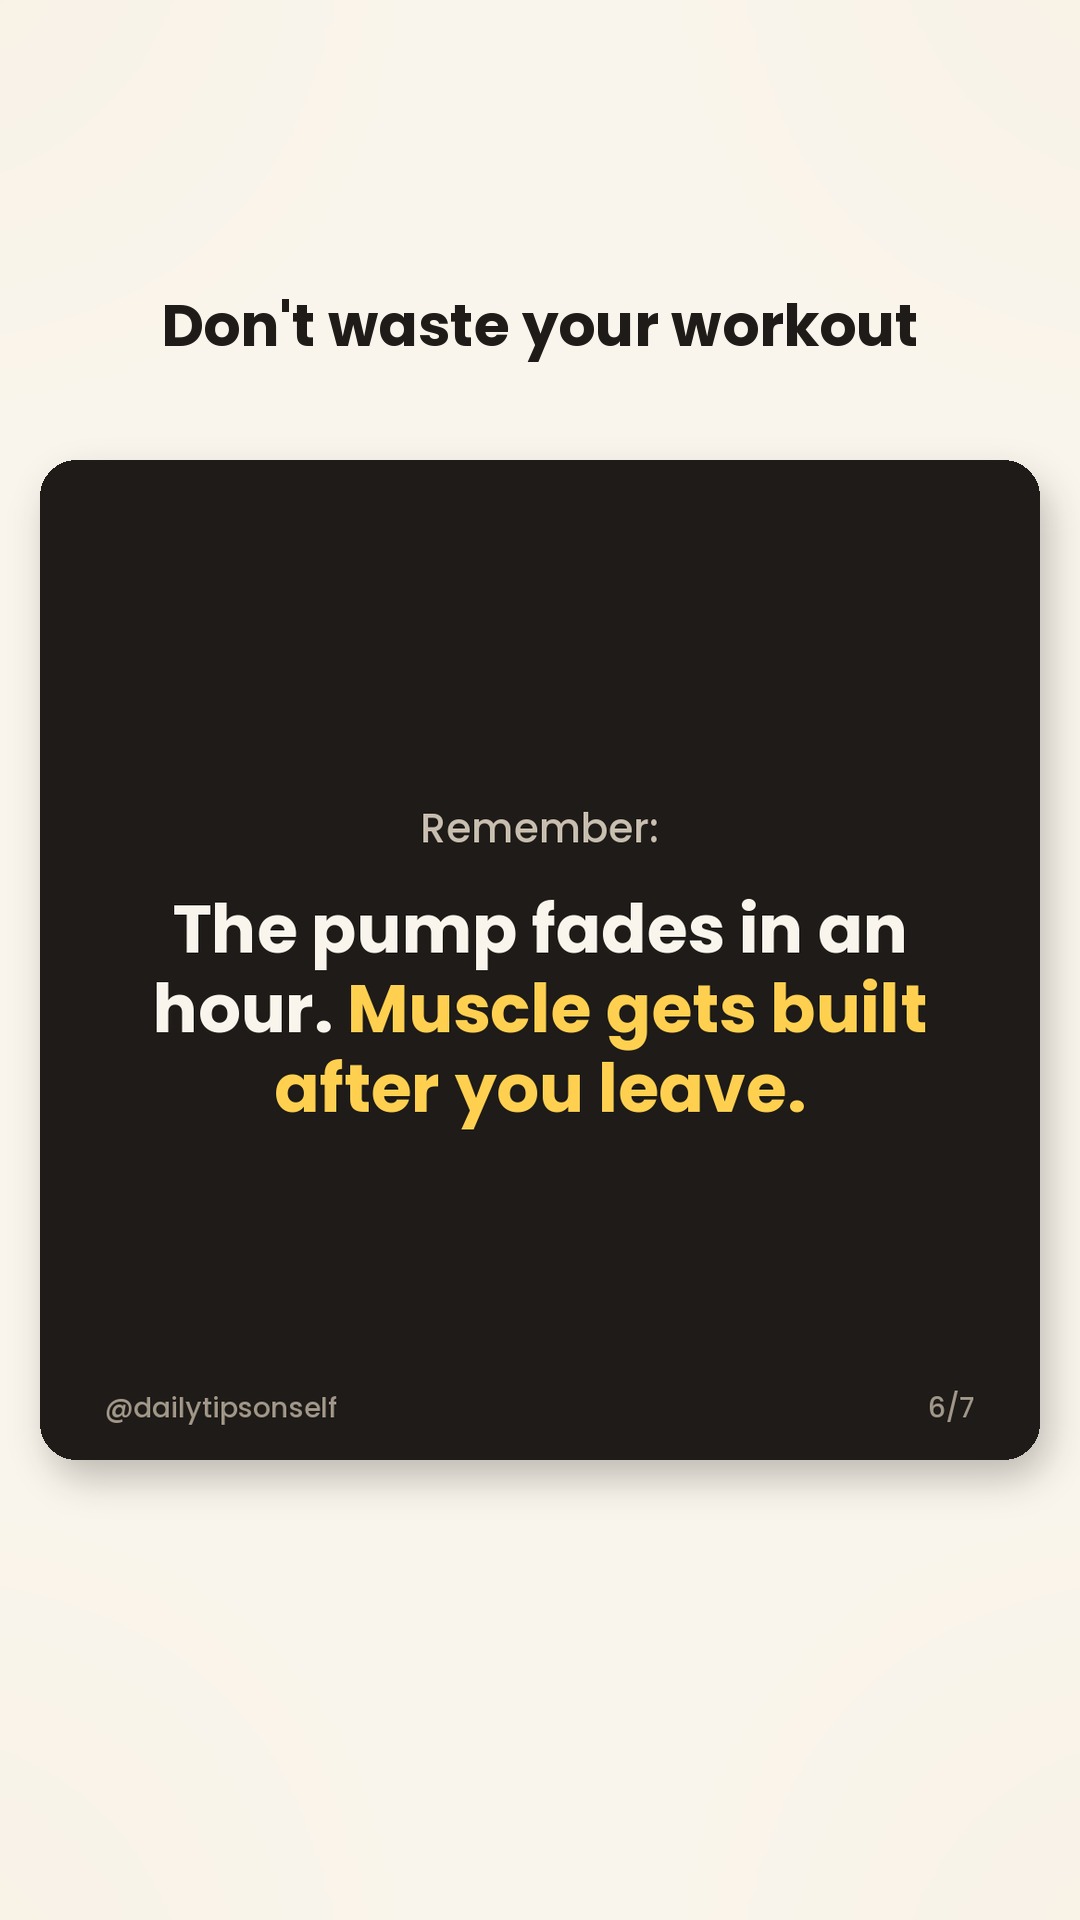 Don't waste your workout
Remember:
The pump fades in an
hour. Muscle gets built
after you leave.
@dailytipsonself
6/7